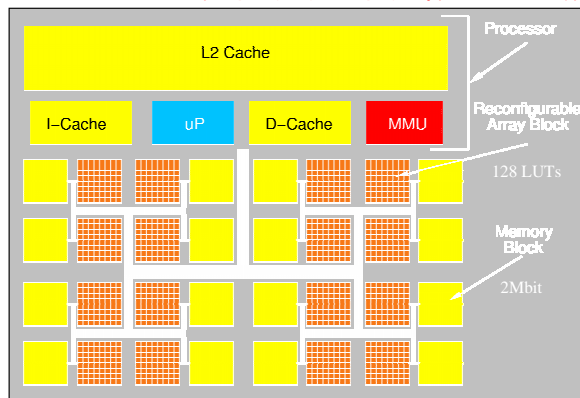 Processor
L2 Cache
I-Cache
uP
D-Cache
MMU
Reconfigurable
Array Block
128 LUTs
Memory
Block
2Mbit